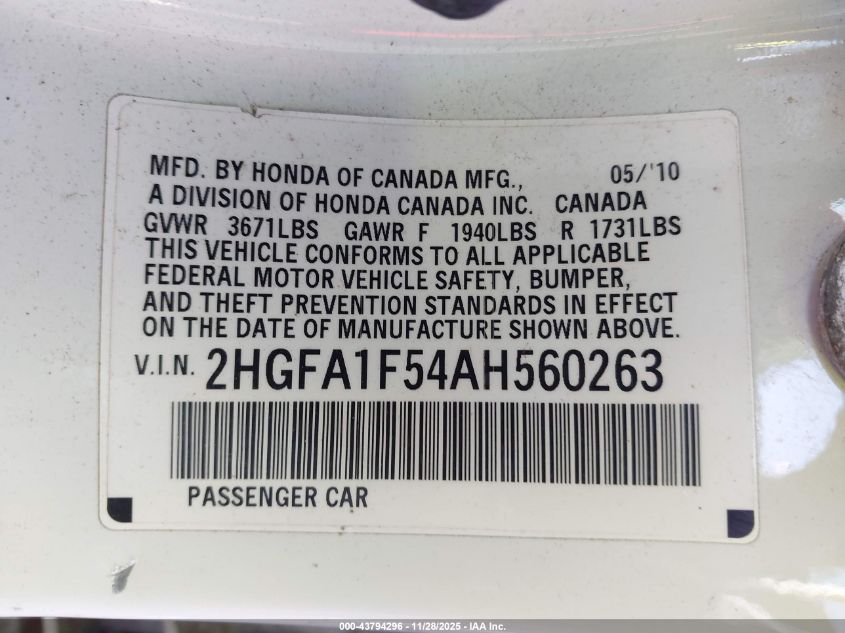 MFD. BY HONDA OF CANADA MFG., 05/'10
A DIVISION OF HONDA CANADA INC. CANADA
GVWR 3671LBS GAWR F 1940LBS R 1731LBS
THIS VEHICLE CONFORMS TO ALL APPLICABLE
FEDERAL MOTOR VEHICLE SAFETY, BUMPER,
AND THEFT PREVENTION STANDARDS IN EFFECT
ON THE DATE OF MANUFACTURE SHOWN ABOVE.
V.I.N. 2HGFA1F54AH560263
PASSENGER CAR
000-43794296 - 11/28/2025 - IAA Inc.